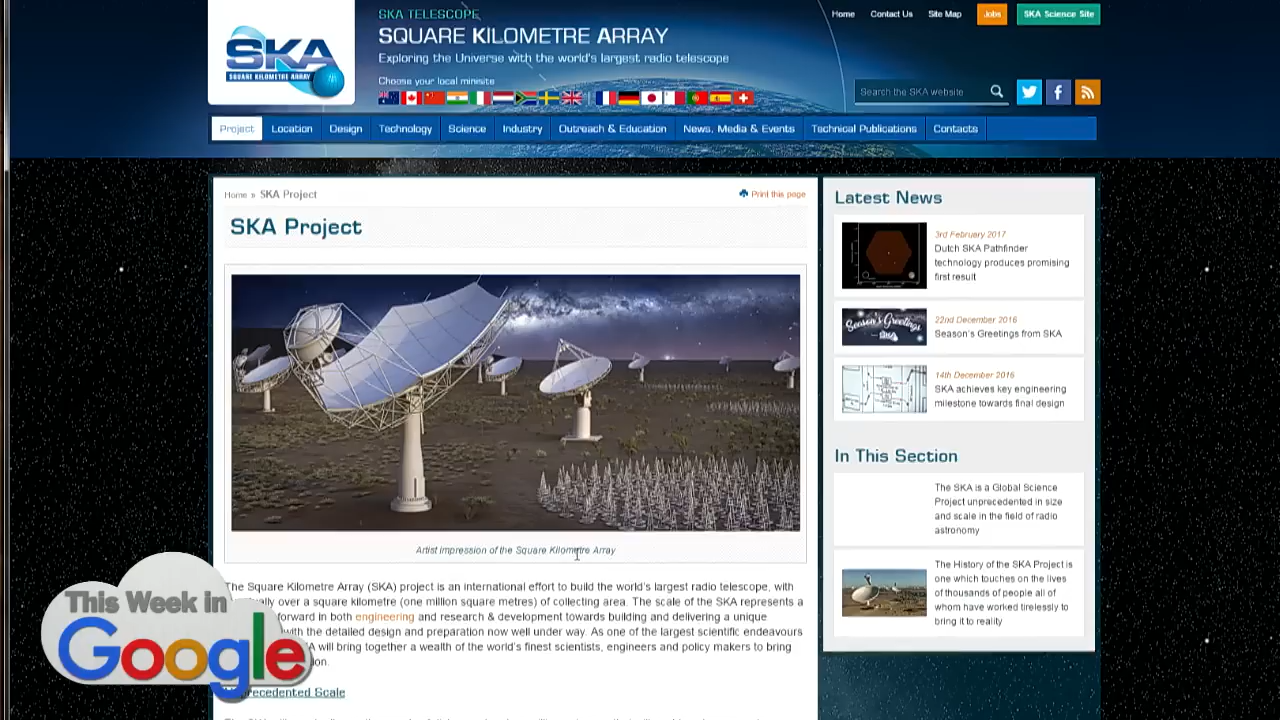 SKA TELESCOPE
SQUARE KILOMETRE ARRAY
Exploring the Universe with the world's largest radio telescope
Choose your local minisite
SKA
SQUARE KILOMETRE ARRAY
Home
Contact Us
Site Map
Jobs
SKA Science Site
Search the SKA website
Project
Location
Design
Technology
Science
Industry
Outreach & Education
News, Media & Events
Technical Publications
Contacts
Home » SKA Project
Print this page
SKA Project
Artist impression of the Square Kilometre Array
The Square Kilometre Array (SKA) project is an international effort to build the world's largest radio telescope, with
over a square kilometre (one million square metres) of collecting area. The scale of the SKA represents a
forward in both engineering and research & development towards building and delivering a unique
with the detailed design and preparation now well under way. As one of the largest scientific endeavours
will bring together a wealth of the world's finest scientists, engineers and policy makers to bring
Scale
Latest News
3rd February 2017
Dutch SKA Pathfinder
technology produces promising
first result
Season's Greetings
22nd December 2016
Season's Greetings from SKA
14th December 2016
SKA achieves key engineering
milestone towards final design
In This Section
The SKA is a Global Science
Project unprecedented in size
and scale in the field of radio
astronomy
The History of the SKA Project is
one which touches on the lives
of thousands of people all of
whom have worked tirelessly to
bring it to reality
This Week in
Google